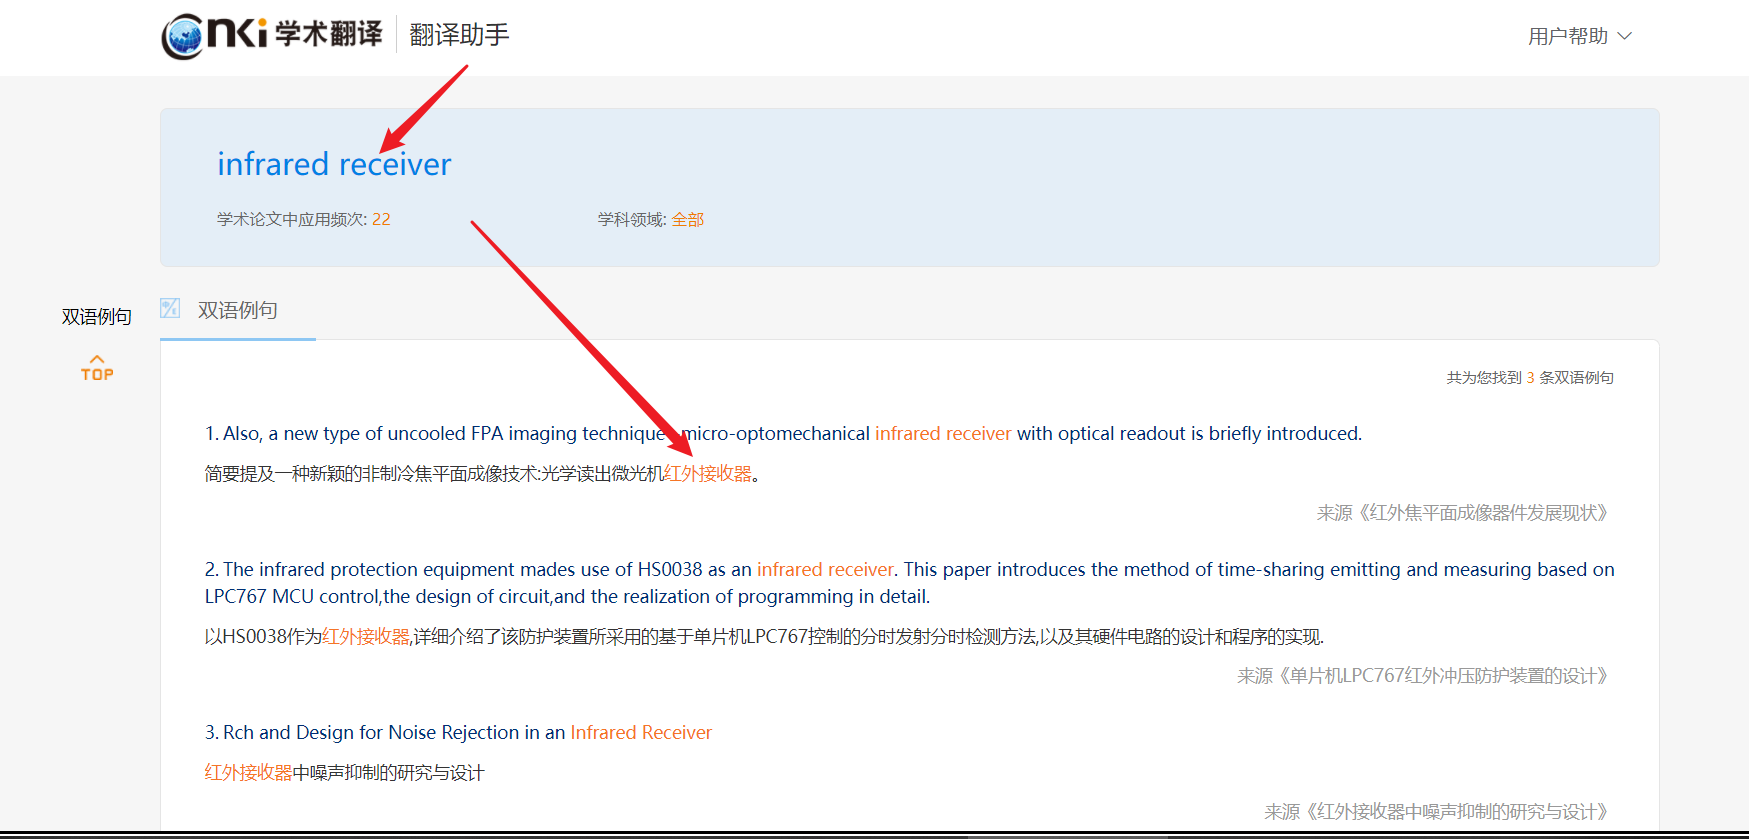 cnki 学术翻译 翻译助手
用户帮助
infrared receiver
学术论文中应用频次: 22 学科领域: 全部
双语例句
双语例句
TOP
共为您找到 3 条双语例句
1. Also, a new type of uncooled FPA imaging technique micro-optomechanical infrared receiver with optical readout is briefly introduced.
简要提及一种新颖的非制冷焦平面成像技术:光学读出微光机红外接收器。
来源《红外焦平面成像器件发展现状》
2. The infrared protection equipment mades use of HS0038 as an infrared receiver. This paper introduces the method of time-sharing emitting and measuring based on
LPC767 MCU control,the design of circuit,and the realization of programming in detail.
以HS0038作为红外接收器,详细介绍了该防护装置所采用的基于单片机LPC767控制的分时发射分时检测方法,以及其硬件电路的设计和程序的实现.
来源《单片机LPC767红外冲压防护装置的设计》
3. Rch and Design for Noise Rejection in an Infrared Receiver
红外接收器中噪声抑制的研究与设计
来源《红外接收器中噪声抑制的研究与设计》